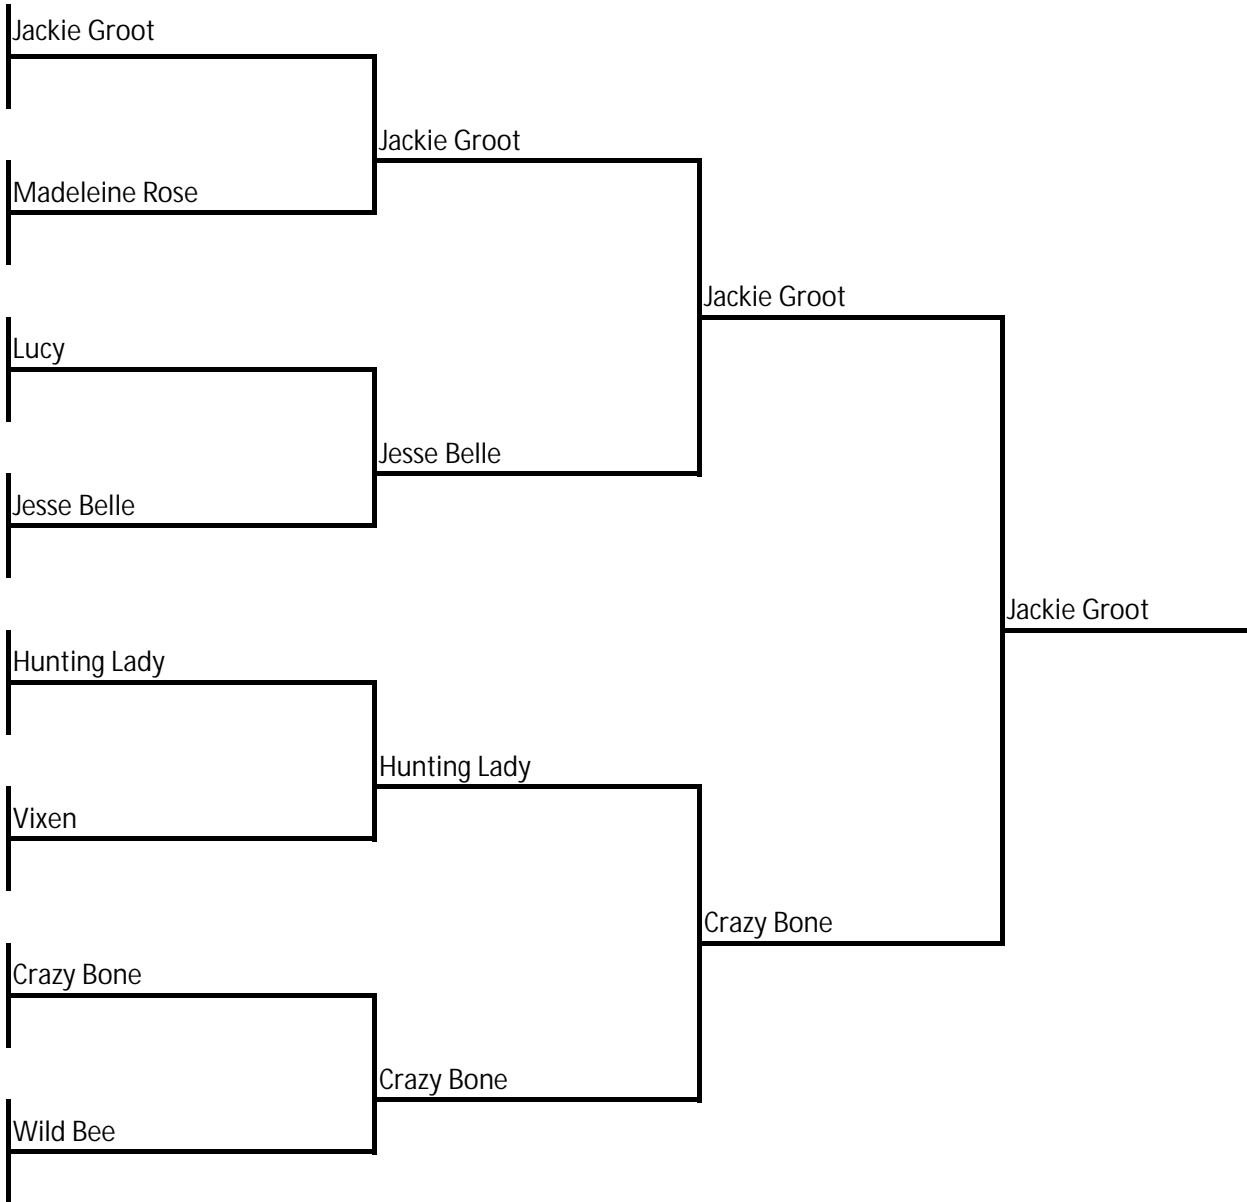 Jackie Groot
Jackie Groot
Madeleine Rose
Jackie Groot
Lucy
Jesse Belle
Jesse Belle
Jackie Groot
Hunting Lady
Hunting Lady
Vixen
Crazy Bone
Crazy Bone
Crazy Bone
Wild Bee